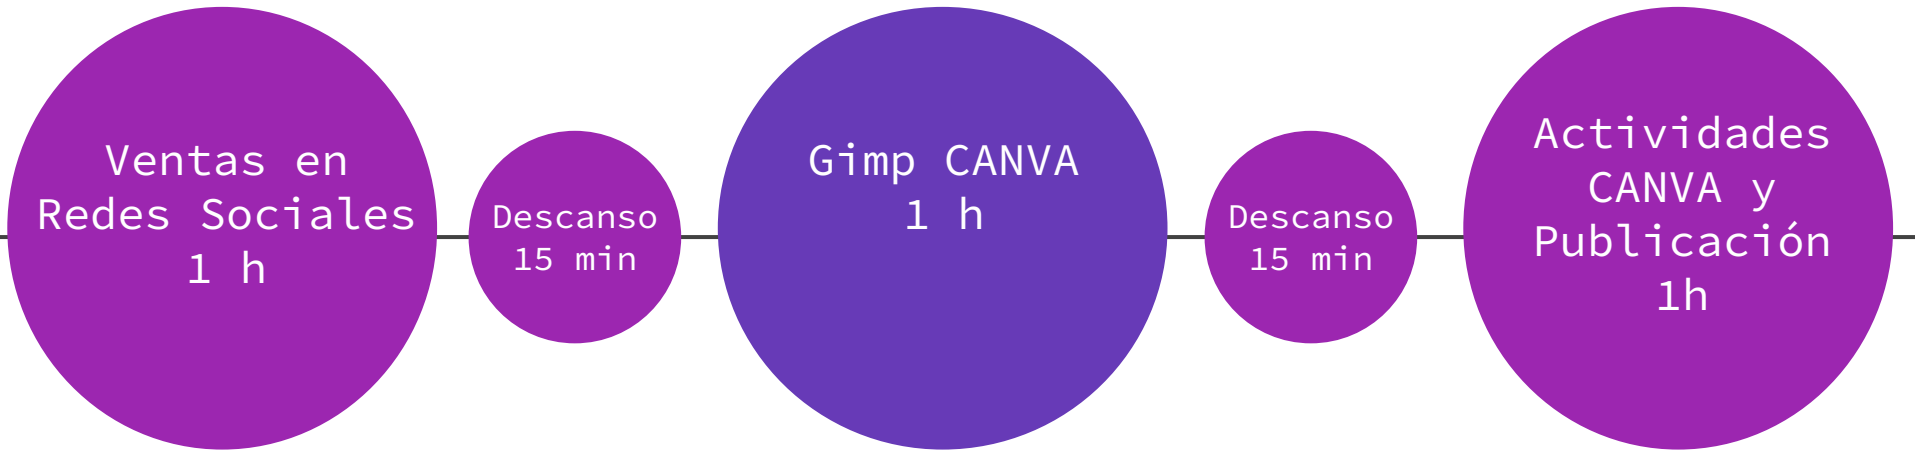 Ventas en
Redes Sociales
1 h
Descanso
15 min
Gimp CANVA
1 h
Descanso
15 min
Actividades
CANVA y
Publicación
1h